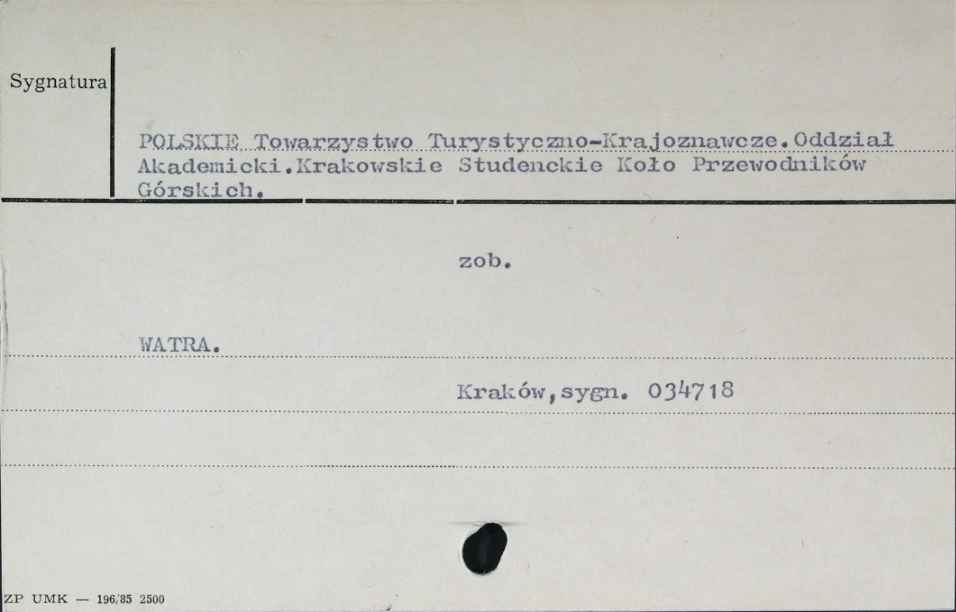 Sygnatura
POLSKIE Towarzystwo Turystyczno-Krajoznawcze.Oddział
Akademicki.Krakowskie Studenckie Koło Przewodników
Górskich.
zob.
WATRA.
Kraków,sygn. 034718
ZP UMK — 196/85 2500